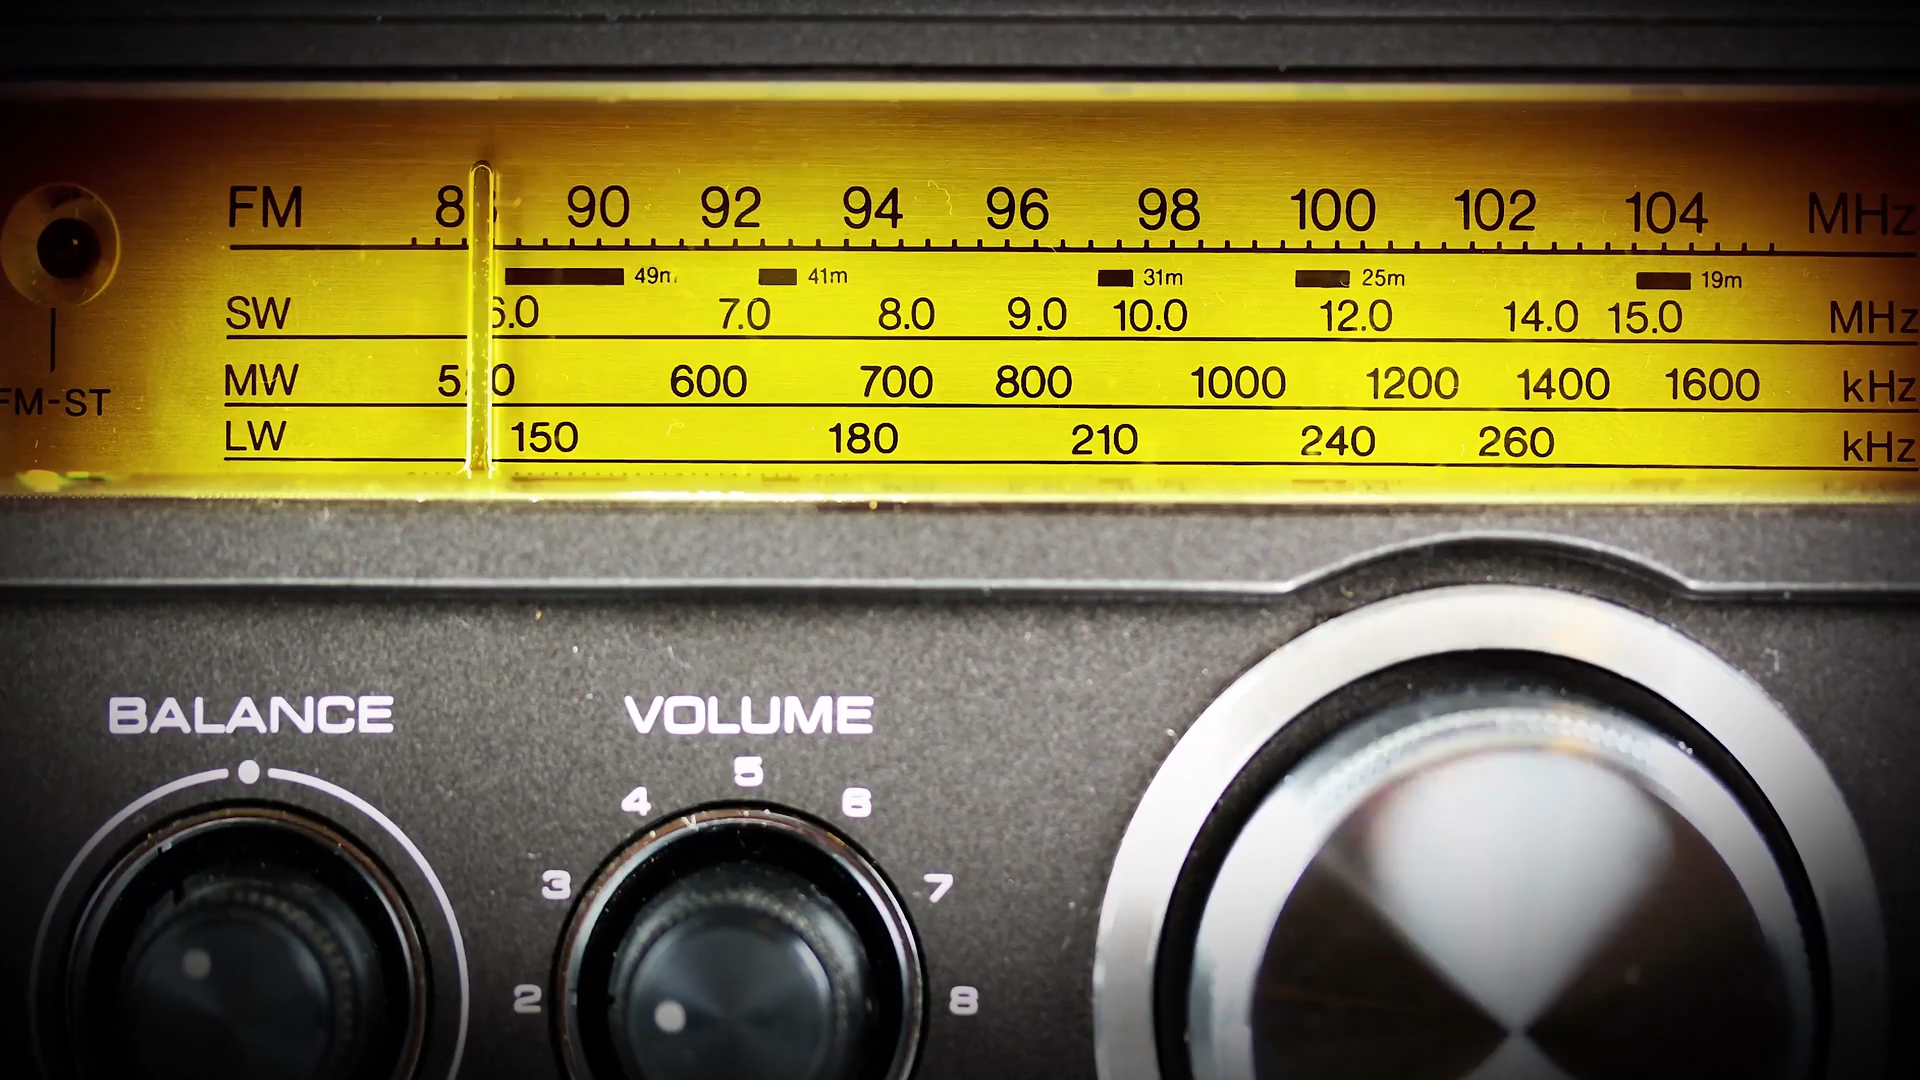 FM 90 92 94 96 98 100 102 104 MHz
49m 41m 31m 25m 19m
SW 6.0 7.0 8.0 9.0 10.0 12.0 14.0 15.0 MHz
MW 600 700 800 1000 1200 1400 1600 kHz
FM-ST
LW 150 180 210 240 260 kHz
BALANCE VOLUME
5
4 6
3 7
2 8